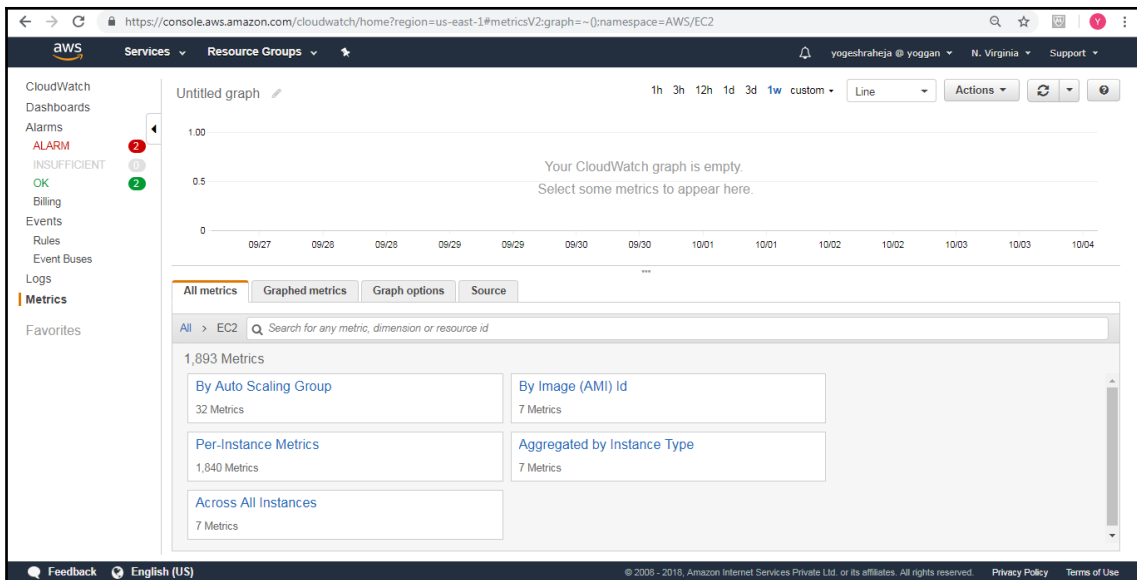 https://console.aws.amazon.com/cloudwatch/home?region=us-east-1#metricsV2:graph=~();namespace=AWS/EC2
Y
aws Services Resource Groups yogeshraheja @ yoggan N. Virginia Support
CloudWatch
Dashboards
Alarms
ALARM 2
INSUFFICIENT 0
OK 2
Billing
Events
Rules
Event Buses
Logs
Metrics
Favorites
Untitled graph 1h 3h 12h 1d 3d 1w custom Line Actions
1.00
Your CloudWatch graph is empty.
0.5
Select some metrics to appear here.
0
09/27 09/28 09/28 09/29 09/29 09/30 09/30 10/01 10/01 10/02 10/02 10/03 10/03 10/04
All metrics Graphed metrics Graph options Source
All > EC2 Search for any metric, dimension or resource id
1,893 Metrics
By Auto Scaling Group
32 Metrics
By Image (AMI) Id
7 Metrics
Per-Instance Metrics
1,840 Metrics
Aggregated by Instance Type
7 Metrics
Across All Instances
7 Metrics
Feedback English (US) © 2008 - 2018, Amazon Internet Services Private Ltd. or its affiliates. All rights reserved. Privacy Policy Terms of Use